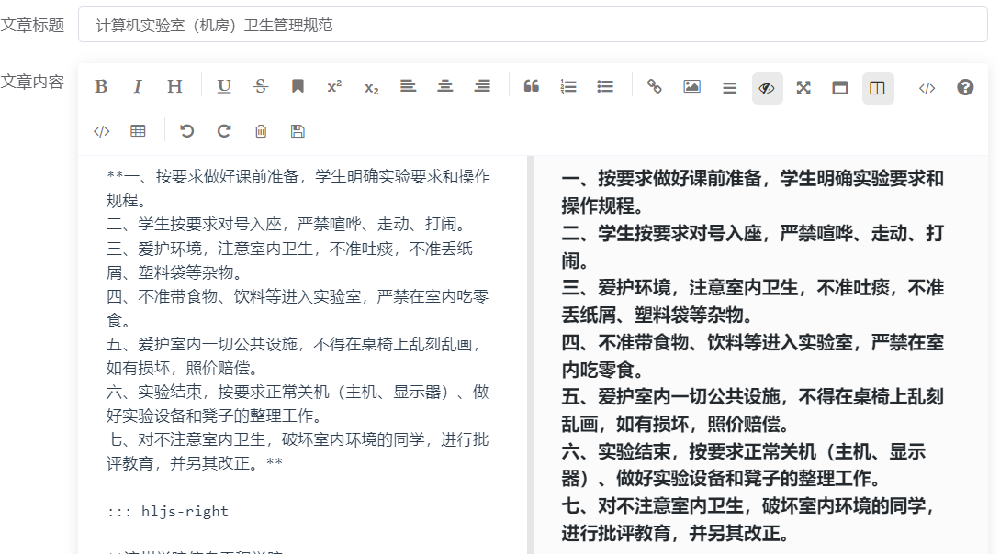 文章标题
计算机实验室（机房）卫生管理规范
文章内容
B I H U S x² x₂
**一、按要求做好课前准备，学生明确实验要求和操作
规程。
二、学生按要求对号入座，严禁喧哗、走动、打闹。
三、爱护环境，注意室内卫生，不准吐痰，不准丢纸
屑、塑料袋等杂物。
四、不准带食物、饮料等进入实验室，严禁在室内吃零
食。
五、爱护室内一切公共设施，不得在桌椅上乱刻乱画，
如有损坏，照价赔偿。
六、实验结束，按要求正常关机（主机、显示器）、做
好实验设备和凳子的整理工作。
七、对不注意室内卫生，破坏室内环境的同学，进行批
评教育，并另其改正。**
::: hljs-right
一、按要求做好课前准备，学生明确实验要求和
操作规程。
二、学生按要求对号入座，严禁喧哗、走动、打
闹。
三、爱护环境，注意室内卫生，不准吐痰，不准
丢纸屑、塑料袋等杂物。
四、不准带食物、饮料等进入实验室，严禁在室
内吃零食。
五、爱护室内一切公共设施，不得在桌椅上乱刻
乱画，如有损坏，照价赔偿。
六、实验结束，按要求正常关机（主机、显示
器）、做好实验设备和凳子的整理工作。
七、对不注意室内卫生，破坏室内环境的同学，
进行批评教育，并另其改正。